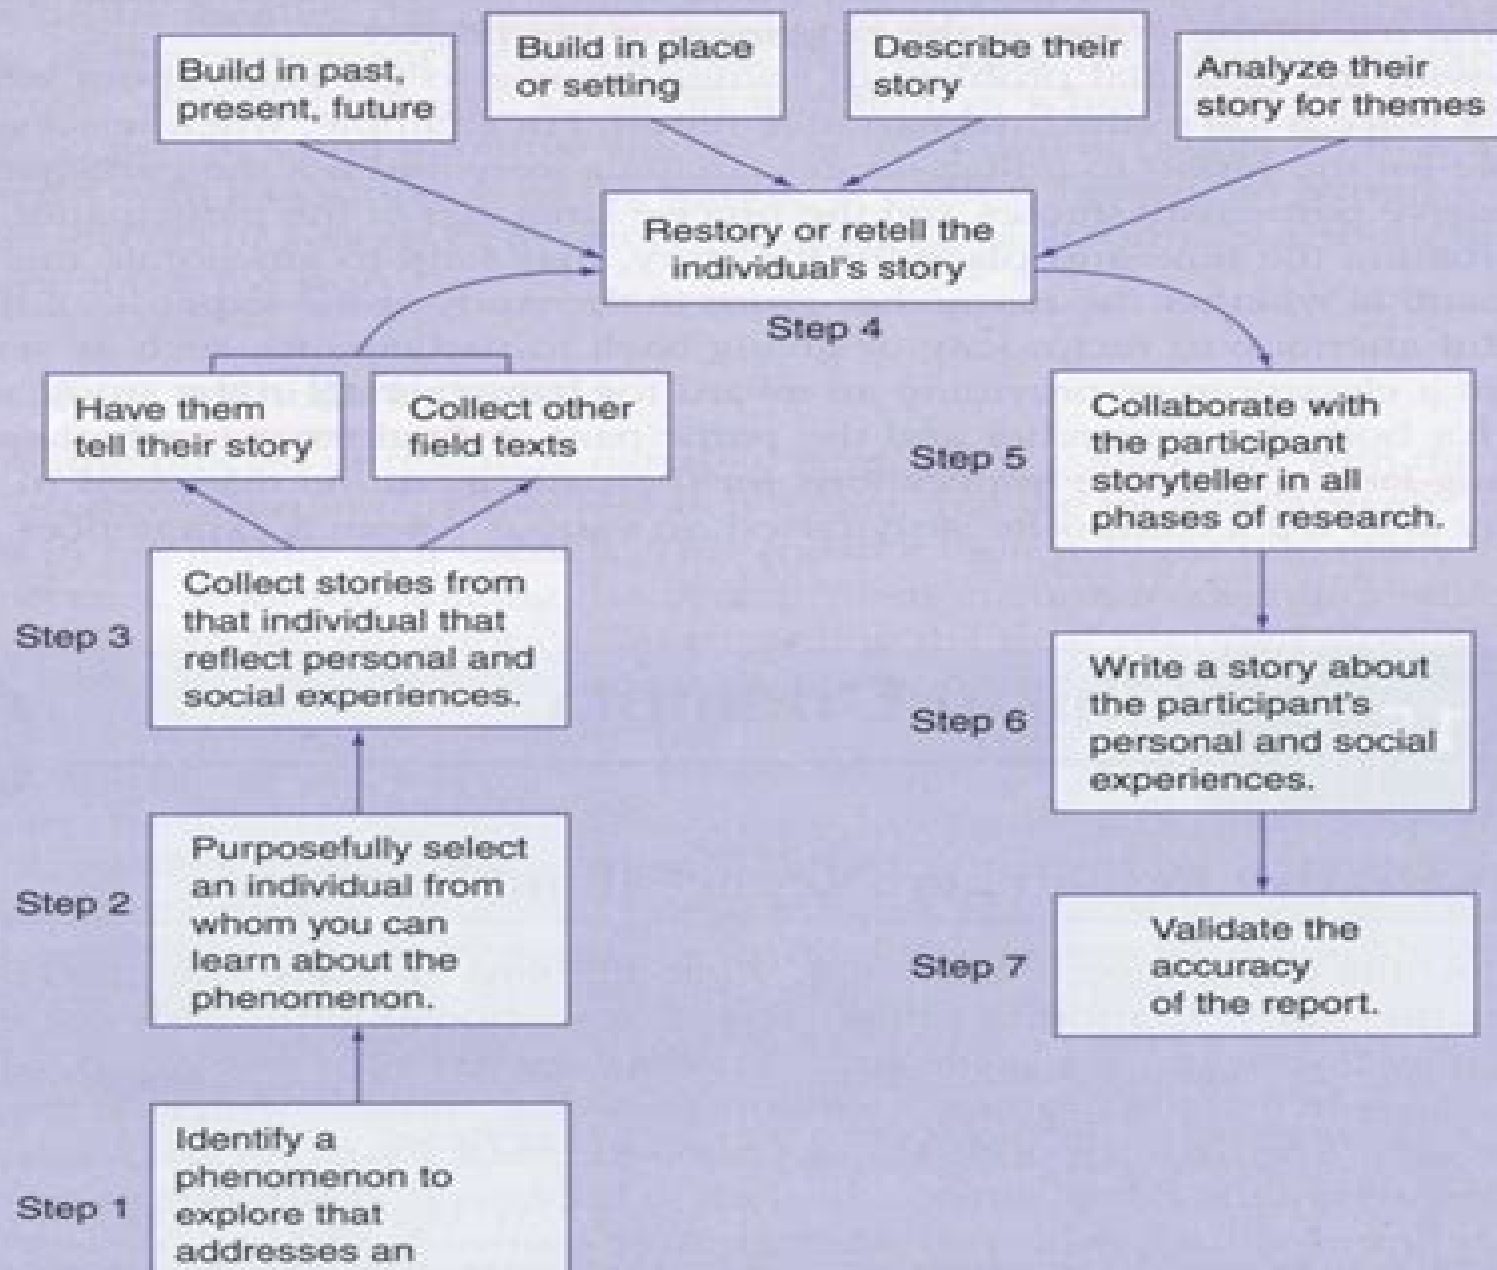 Build in past,
present, future
Build in place
or setting
Describe their
story
Analyze their
story for themes
Restory or retell the
individual's story
Step 4
Have them
tell their story
Collect other
field texts
Step 3
Collect stories from
that individual that
reflect personal and
social experiences.
Step 2
Purposefully select
an individual from
whom you can
learn about the
phenomenon.
Step 1
Identify a
phenomenon to
explore that
addresses an
Step 5
Collaborate with
the participant
storyteller in all
phases of research.
Step 6
Write a story about
the participant's
personal and social
experiences.
Step 7
Validate the
accuracy
of the report.